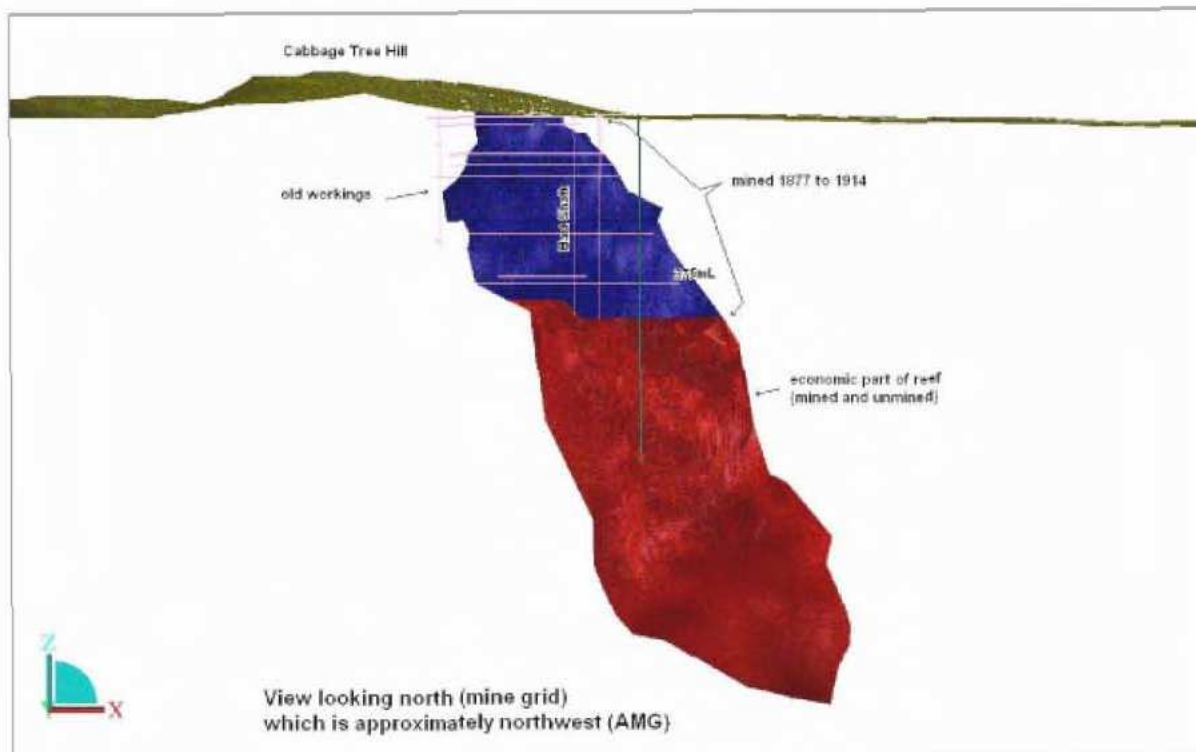 Cabbage Tree Hill
mined 1877 to 1914
old workings
Shaft
economic part of reef
(mined and unmined)
Z
X
View looking north (mine grid)
which is approximately northwest (AMG)